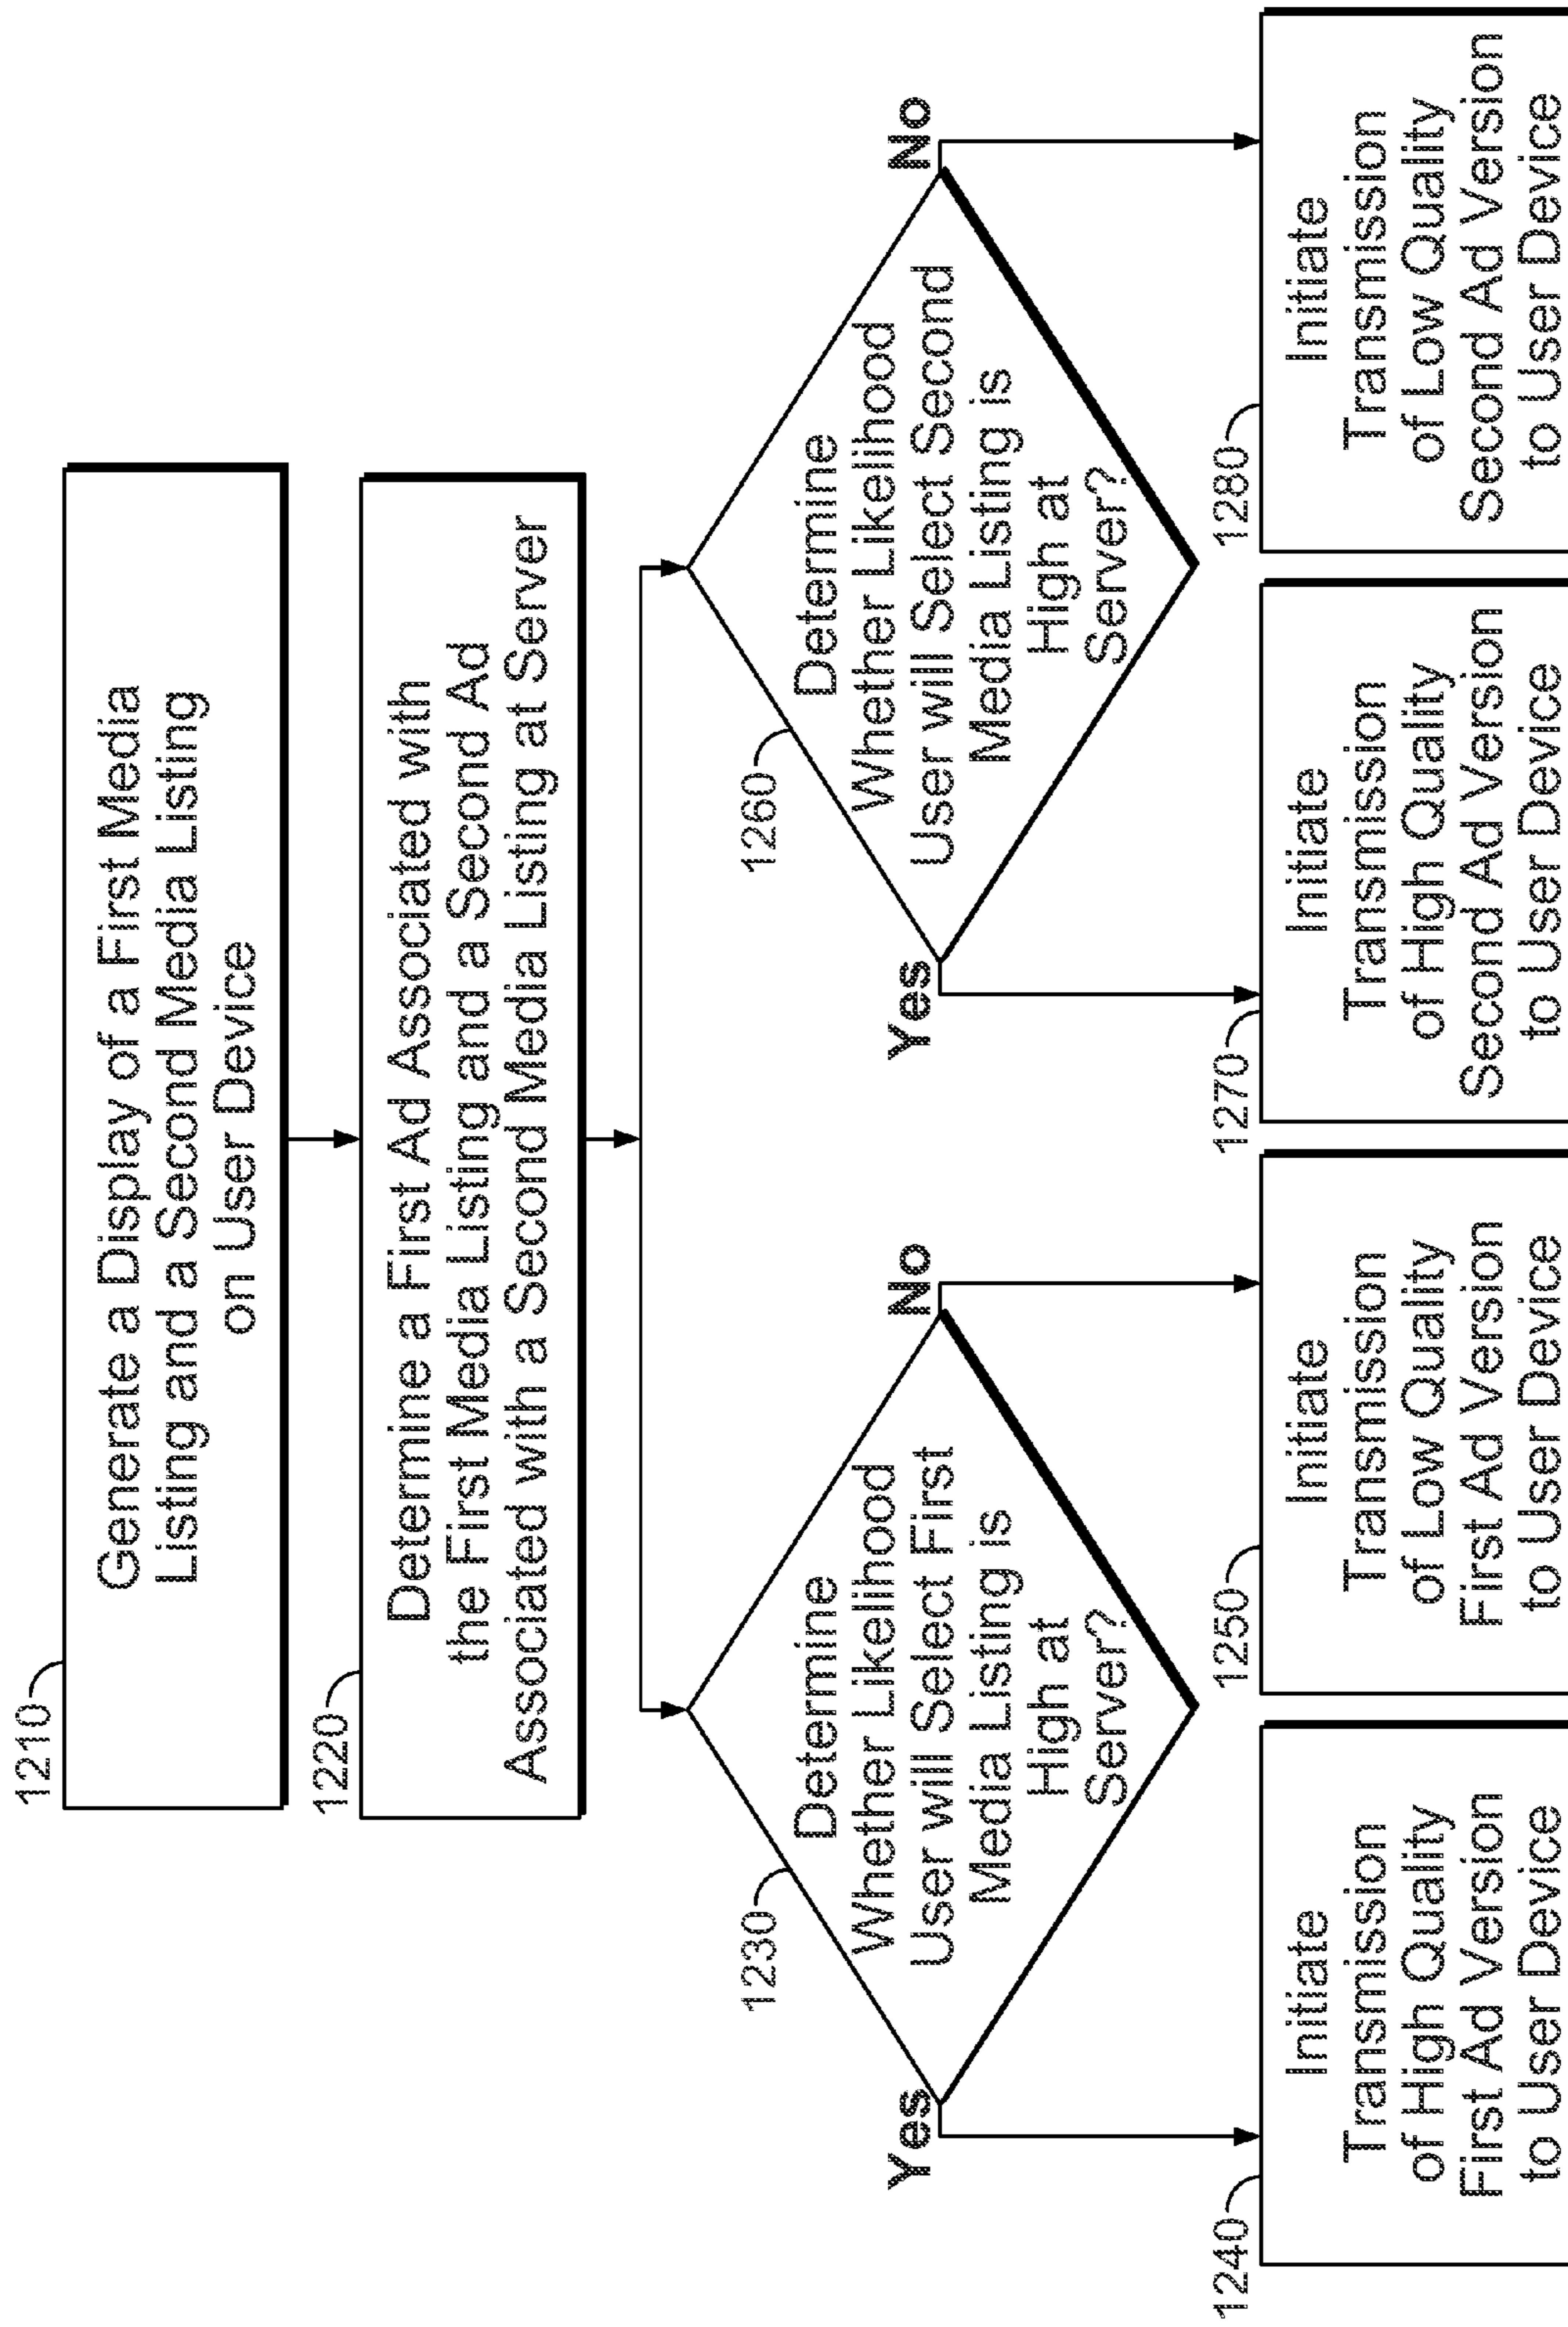 1210
Generate a Display of a First Media
Listing and a Second Media Listing
on User Device
1220
Determine a First Ad Associated with
the First Media Listing and a Second Ad
Associated with a Second Media Listing at Server
1230
Determine
Whether Likelihood
User will Select First
Media Listing is
High at
Server?
Yes
No
1260
Determine
Whether Likelihood
User will Select Second
Media Listing is
High at
Server?
Yes
No
1240
Initiate
Transmission
of High Quality
First Ad Version
to User Device
1250
Initiate
Transmission
of Low Quality
First Ad Version
to User Device
1270
Initiate
Transmission
of High Quality
Second Ad Version
to User Device
1280
Initiate
Transmission
of Low Quality
Second Ad Version
to User Device